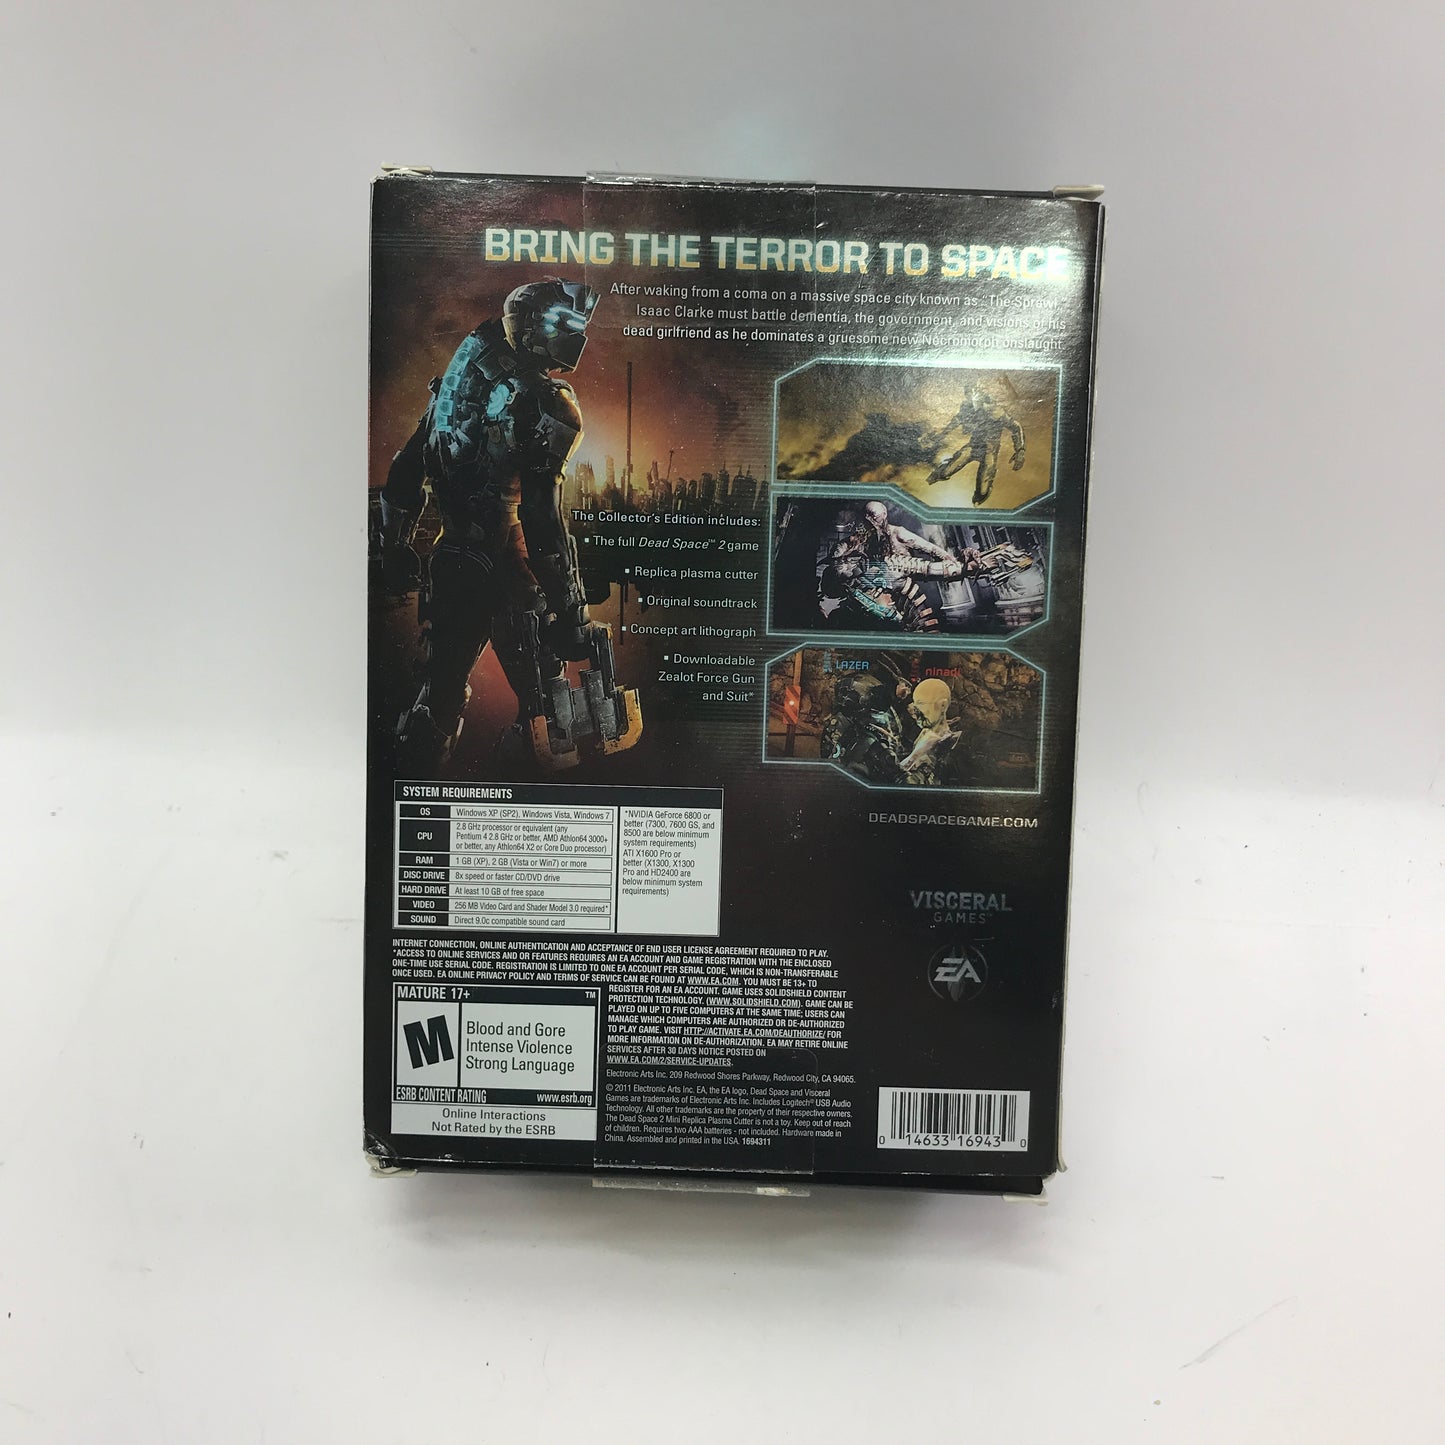 BRING THE TERROR TO SPACE
After waking from a coma on a massive space city known as "The Sprawl,"
Isaac Clarke must battle dementia, the government, and visions of his
dead girlfriend as he dominates a gruesome new Necromorph onslaught.
The Collector's Edition includes:
▪ The full Dead Space™ 2 game
▪ Replica plasma cutter
▪ Original soundtrack
▪ Concept art lithograph
▪ Downloadable
Zealot Force Gun
and Suit*
LAZER
ninadi
SYSTEM REQUIREMENTS
OS Windows XP (SP2), Windows Vista, Windows 7
CPU 2.8 GHz processor or equivalent (any
Pentium 4 2.8 GHz or better, AMD Athlon64 3000+
or better, any Athlon64 X2 or Core Duo processor)
RAM 1 GB (XP), 2 GB (Vista or Win7) or more
DISC DRIVE 8x speed or faster CD/DVD drive
HARD DRIVE At least 10 GB of free space
VIDEO 256 MB Video Card and Shader Model 3.0 required*
SOUND Direct 9.0c compatible sound card
*NVIDIA GeForce 6800 or
better (7300, 7600 GS, and
8500 are below minimum
system requirements)
ATI X1600 Pro or
better (X1300, X1300
Pro and HD2400 are
below minimum system
requirements)
DEADSPACEGAME.COM
VISCERAL
GAMES™
EA
INTERNET CONNECTION, ONLINE AUTHENTICATION AND ACCEPTANCE OF END USER LICENSE AGREEMENT REQUIRED TO PLAY.
*ACCESS TO ONLINE SERVICES AND OR FEATURES REQUIRES AN EA ACCOUNT AND GAME REGISTRATION WITH THE ENCLOSED
ONE-TIME USE SERIAL CODE. REGISTRATION IS LIMITED TO ONE EA ACCOUNT PER SERIAL CODE, WHICH IS NON-TRANSFERABLE
ONCE USED. EA ONLINE PRIVACY POLICY AND TERMS OF SERVICE CAN BE FOUND AT WWW.EA.COM. YOU MUST BE 13+ TO
REGISTER FOR AN EA ACCOUNT. GAME USES SOLIDSHIELD CONTENT
PROTECTION TECHNOLOGY. (WWW.SOLIDSHIELD.COM). GAME CAN BE
PLAYED ON UP TO FIVE COMPUTERS AT THE SAME TIME; USERS CAN
MANAGE WHICH COMPUTERS ARE AUTHORIZED OR DE-AUTHORIZED
TO PLAY GAME. VISIT HTTP://ACTIVATE.EA.COM/DEAUTHORIZE/ FOR
MORE INFORMATION ON DE-AUTHORIZATION. EA MAY RETIRE ONLINE
SERVICES AFTER 30 DAYS NOTICE POSTED ON
WWW.EA.COM/2/SERVICE-UPDATES.
Electronic Arts Inc. 209 Redwood Shores Parkway, Redwood City, CA 94065.
© 2011 Electronic Arts Inc. EA, the EA logo, Dead Space and Visceral
Games are trademarks of Electronic Arts Inc. Includes Logitech® USB Audio
Technology. All other trademarks are the property of their respective owners.
The Dead Space 2 Mini Replica Plasma Cutter is not a toy. Keep out of reach
of children. Requires two AAA batteries - not included. Hardware made in
China. Assembled and printed in the USA. 1694311
MATURE 17+ ™
M
Blood and Gore
Intense Violence
Strong Language
ESRB CONTENT RATING www.esrb.org
Online Interactions
Not Rated by the ESRB
0 14633 16943 0